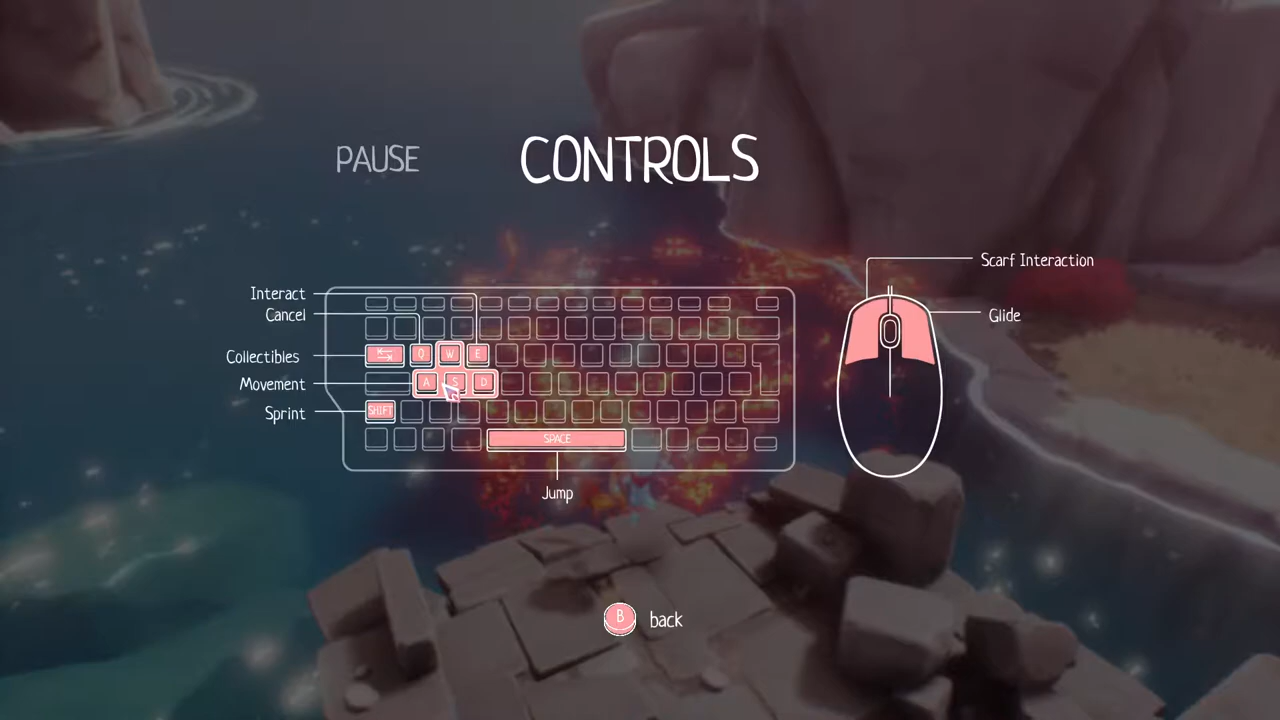 PAUSE
CONTROLS
Scarf Interaction
Interact
Cancel
Glide
Collectibles
Q W E
Movement
A S D
Sprint
SHIFT
SPACE
Jump
B back